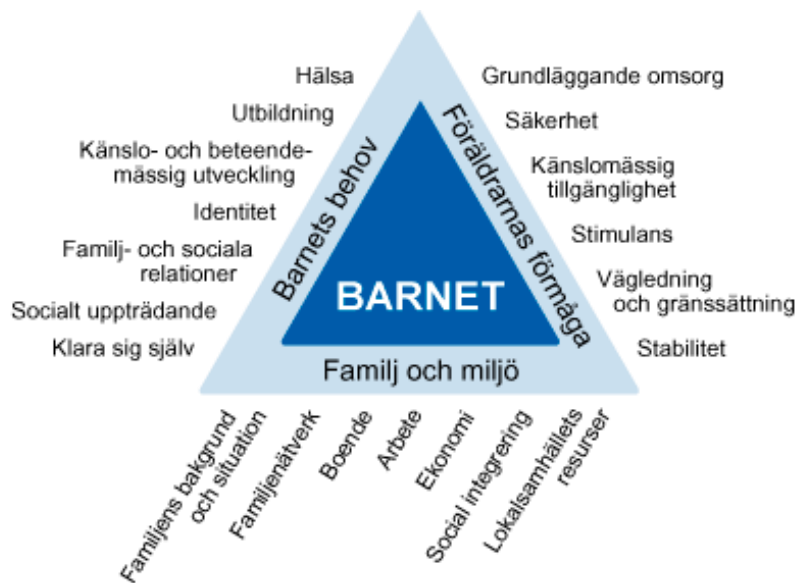 Hälsa
Utbildning
Känslo- och beteende-
mässig utveckling
Identitet
Familj- och sociala
relationer
Socialt uppträdande
Klara sig själv
Barnets behov
BARNET
Föräldrarnas förmåga
Grundläggande omsorg
Säkerhet
Känslomässig
tillgänglighet
Stimulans
Vägledning
och gränssättning
Stabilitet
Familj och miljö
Familjens bakgrund
och situation
Familjenätverk
Boende
Arbete
Ekonomi
Social integrering
Lokalsamhällets
resurser